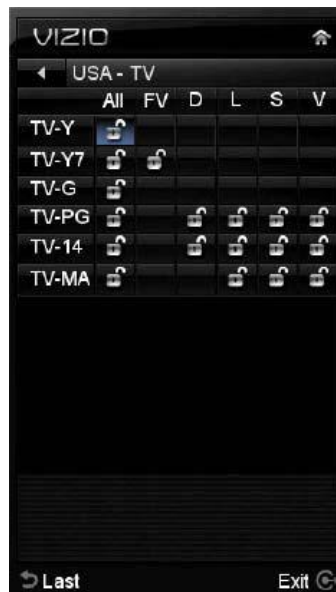 VIZIO
USA - TV
All FV D L S V
TV-Y
TV-Y7
TV-G
TV-PG
TV-14
TV-MA
Last Exit